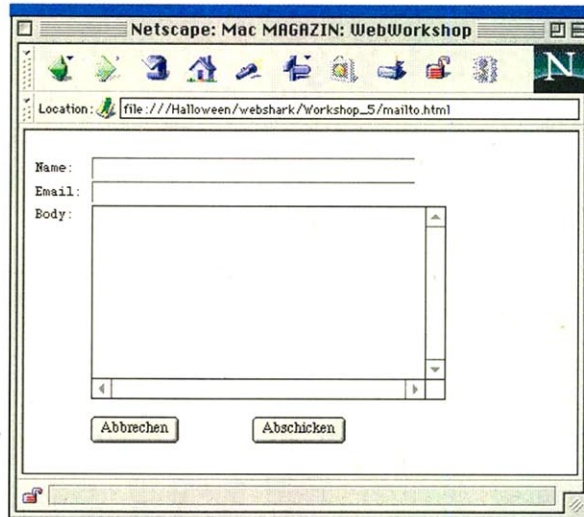 Netscape: Mac MAGAZIN: WebWorkshop
N
Location: file:///Halloween/webshark/Workshop_5/mailto.html
Name:
Email:
Body:
Abbrechen Abschicken